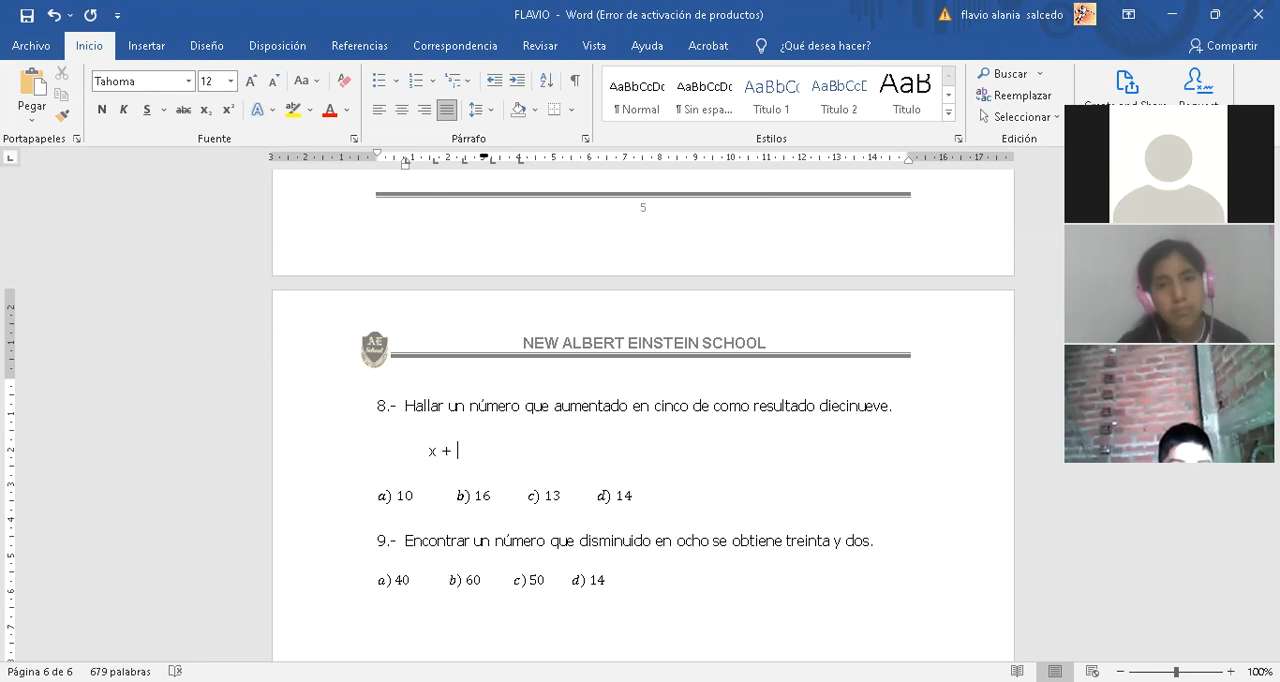 FLAVIO - Word (Error de activación de productos)
flavio alania salcedo
Archivo Inicio Insertar Diseño Disposición Referencias Correspondencia Revisar Vista Ayuda Acrobat ¿Qué desea hacer? Compartir
Pegar
Tahoma 12
Portapapeles Fuente Párrafo Estilos Edición
AaBbCcDc AaBbCcDc AaBbC( AaBbCcE AaB
¶ Normal ¶ Sin espa... Título 1 Título 2 Título
Buscar
Reemplazar
Seleccionar
5
AE
School
NEW ALBERT EINSTEIN SCHOOL
8.- Hallar un número que aumentado en cinco de como resultado diecinueve.
x +
a) 10 b) 16 c) 13 d) 14
9.- Encontrar un número que disminuido en ocho se obtiene treinta y dos.
a) 40 b) 60 c) 50 d) 14
Página 6 de 6 679 palabras 100%